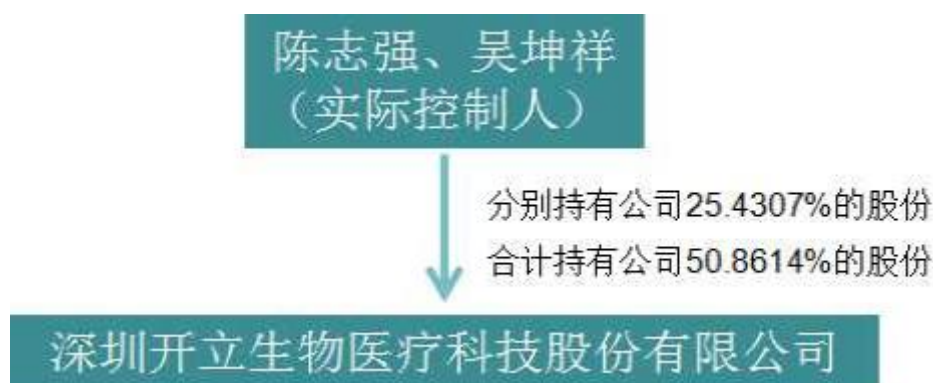 陈志强、吴坤祥
（实际控制人）
分别持有公司25.4307%的股份
合计持有公司50.8614%的股份
深圳开立生物医疗科技股份有限公司